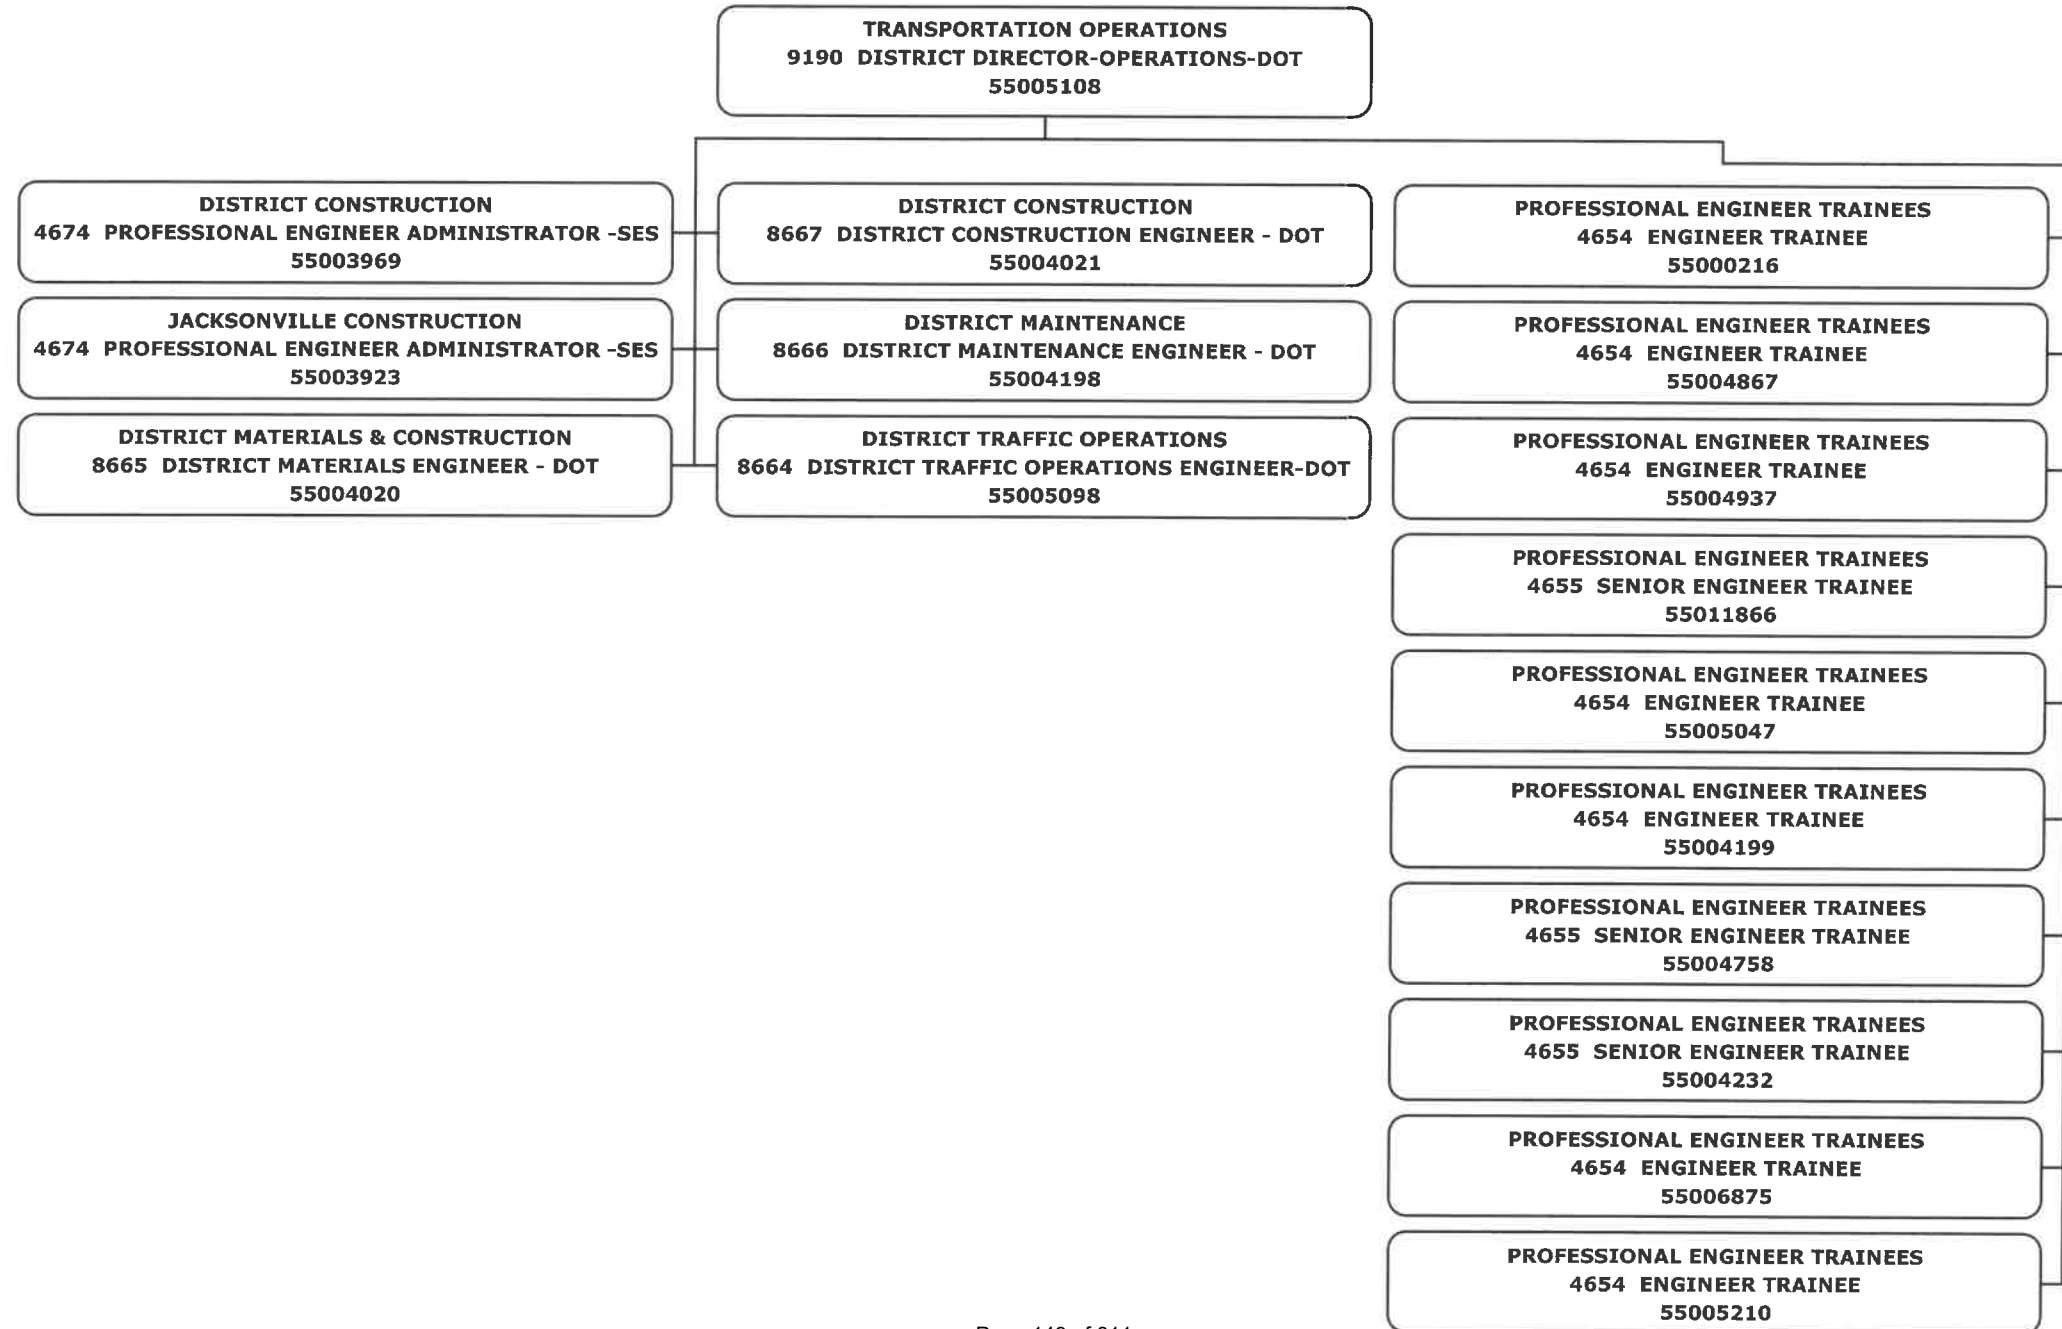 TRANSPORTATION OPERATIONS
9190 DISTRICT DIRECTOR-OPERATIONS-DOT
55005108
DISTRICT CONSTRUCTION
4674 PROFESSIONAL ENGINEER ADMINISTRATOR -SES
55003969
JACKSONVILLE CONSTRUCTION
4674 PROFESSIONAL ENGINEER ADMINISTRATOR -SES
55003923
DISTRICT MATERIALS & CONSTRUCTION
8665 DISTRICT MATERIALS ENGINEER - DOT
55004020
DISTRICT CONSTRUCTION
8667 DISTRICT CONSTRUCTION ENGINEER - DOT
55004021
DISTRICT MAINTENANCE
8666 DISTRICT MAINTENANCE ENGINEER - DOT
55004198
DISTRICT TRAFFIC OPERATIONS
8664 DISTRICT TRAFFIC OPERATIONS ENGINEER-DOT
55005098
PROFESSIONAL ENGINEER TRAINEES
4654 ENGINEER TRAINEE
55000216
PROFESSIONAL ENGINEER TRAINEES
4654 ENGINEER TRAINEE
55004867
PROFESSIONAL ENGINEER TRAINEES
4654 ENGINEER TRAINEE
55004937
PROFESSIONAL ENGINEER TRAINEES
4655 SENIOR ENGINEER TRAINEE
55011866
PROFESSIONAL ENGINEER TRAINEES
4654 ENGINEER TRAINEE
55005047
PROFESSIONAL ENGINEER TRAINEES
4654 ENGINEER TRAINEE
55004199
PROFESSIONAL ENGINEER TRAINEES
4655 SENIOR ENGINEER TRAINEE
55004758
PROFESSIONAL ENGINEER TRAINEES
4655 SENIOR ENGINEER TRAINEE
55004232
PROFESSIONAL ENGINEER TRAINEES
4654 ENGINEER TRAINEE
55006875
PROFESSIONAL ENGINEER TRAINEES
4654 ENGINEER TRAINEE
55005210